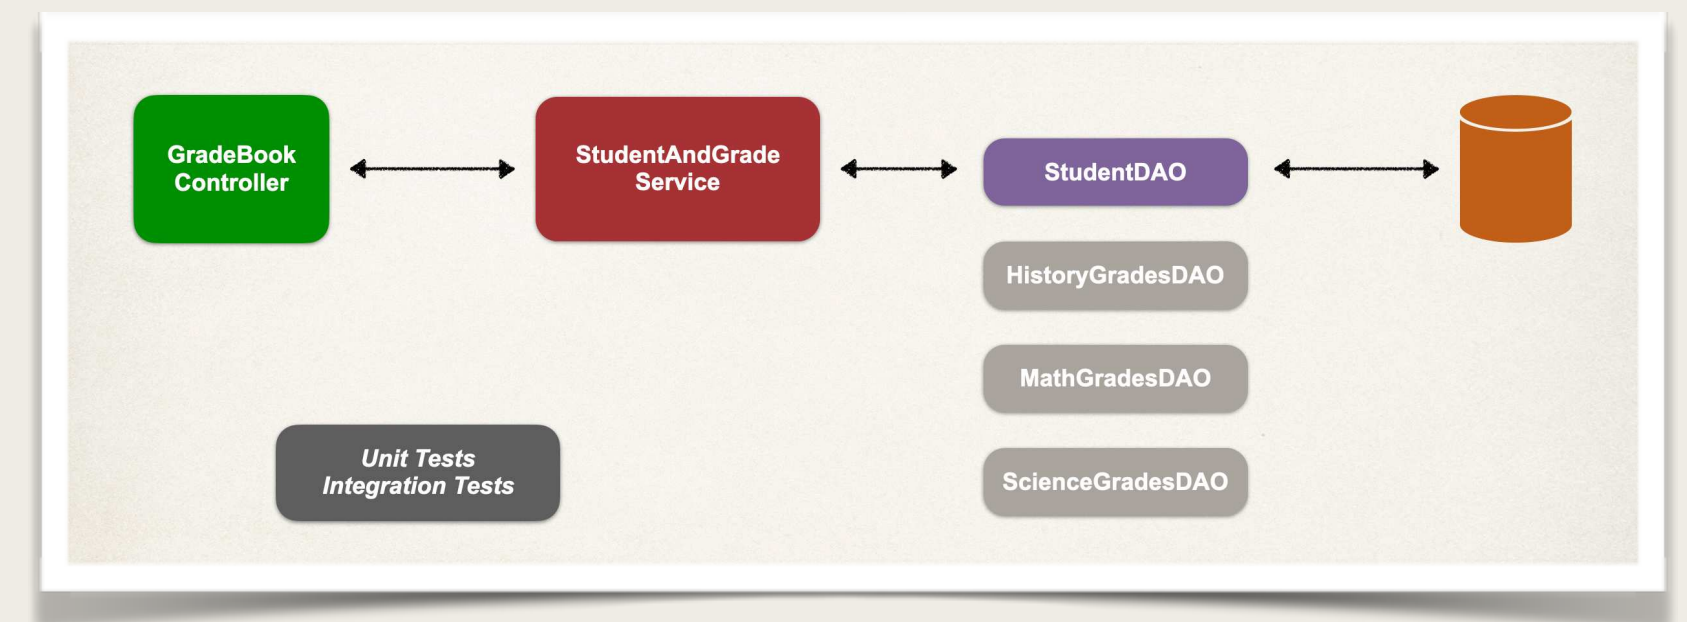 GradeBook
Controller
StudentAndGrade
Service
StudentDAO
HistoryGradesDAO
MathGradesDAO
ScienceGradesDAO
Unit Tests
Integration Tests